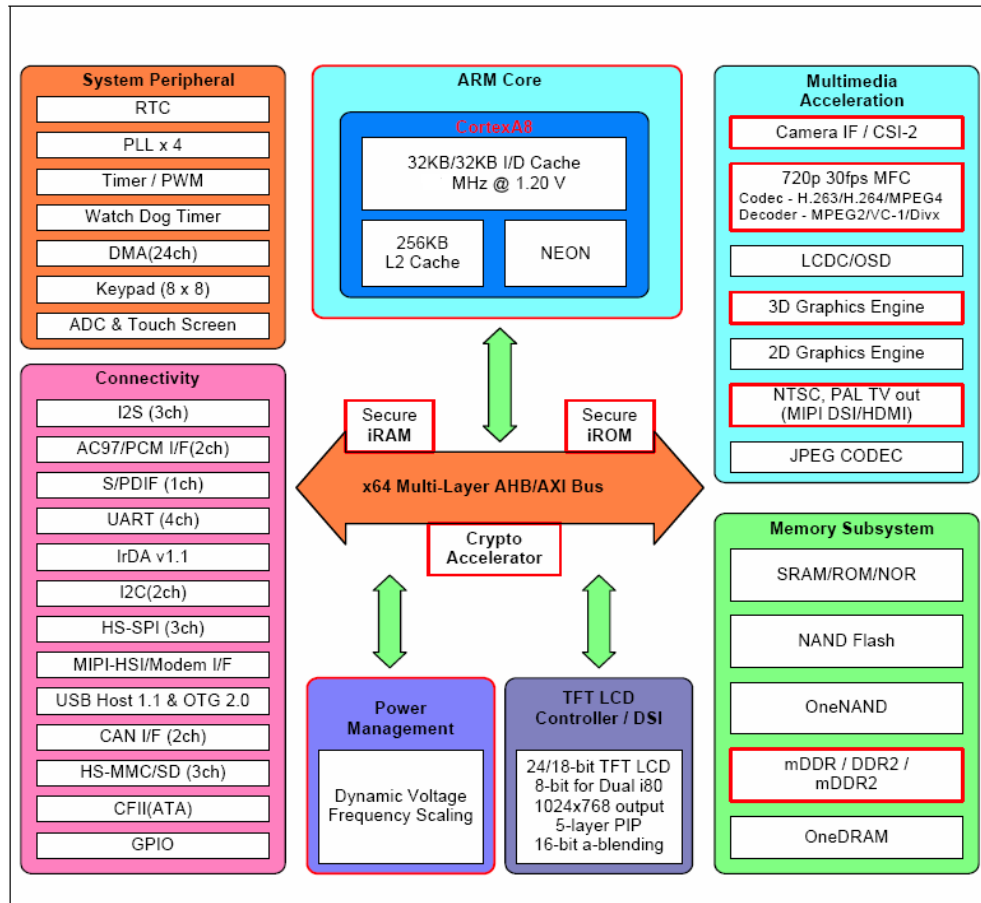 System Peripheral
RTC
PLL x 4
Timer / PWM
Watch Dog Timer
DMA(24ch)
Keypad (8 x 8)
ADC & Touch Screen
Connectivity
I2S (3ch)
AC97/PCM I/F(2ch)
S/PDIF (1ch)
UART (4ch)
IrDA v1.1
I2C(2ch)
HS-SPI (3ch)
MIPI-HSI/Modem I/F
USB Host 1.1 & OTG 2.0
CAN I/F (2ch)
HS-MMC/SD (3ch)
CFII(ATA)
GPIO
ARM Core
CortexA8
32KB/32KB I/D Cache
MHz @ 1.20 V
256KB
L2 Cache
NEON
Secure
iRAM
Secure
iROM
x64 Multi-Layer AHB/AXI Bus
Crypto
Accelerator
Power
Management
Dynamic Voltage
Frequency Scaling
TFT LCD
Controller / DSI
24/18-bit TFT LCD
8-bit for Dual i80
1024x768 output
5-layer PIP
16-bit a-blending
Multimedia
Acceleration
Camera IF / CSI-2
720p 30fps MFC
Codec - H.263/H.264/MPEG4
Decoder - MPEG2/VC-1/Divx
LCDC/OSD
3D Graphics Engine
2D Graphics Engine
NTSC, PAL TV out
(MIPI DSI/HDMI)
JPEG CODEC
Memory Subsystem
SRAM/ROM/NOR
NAND Flash
OneNAND
mDDR / DDR2 /
mDDR2
OneDRAM